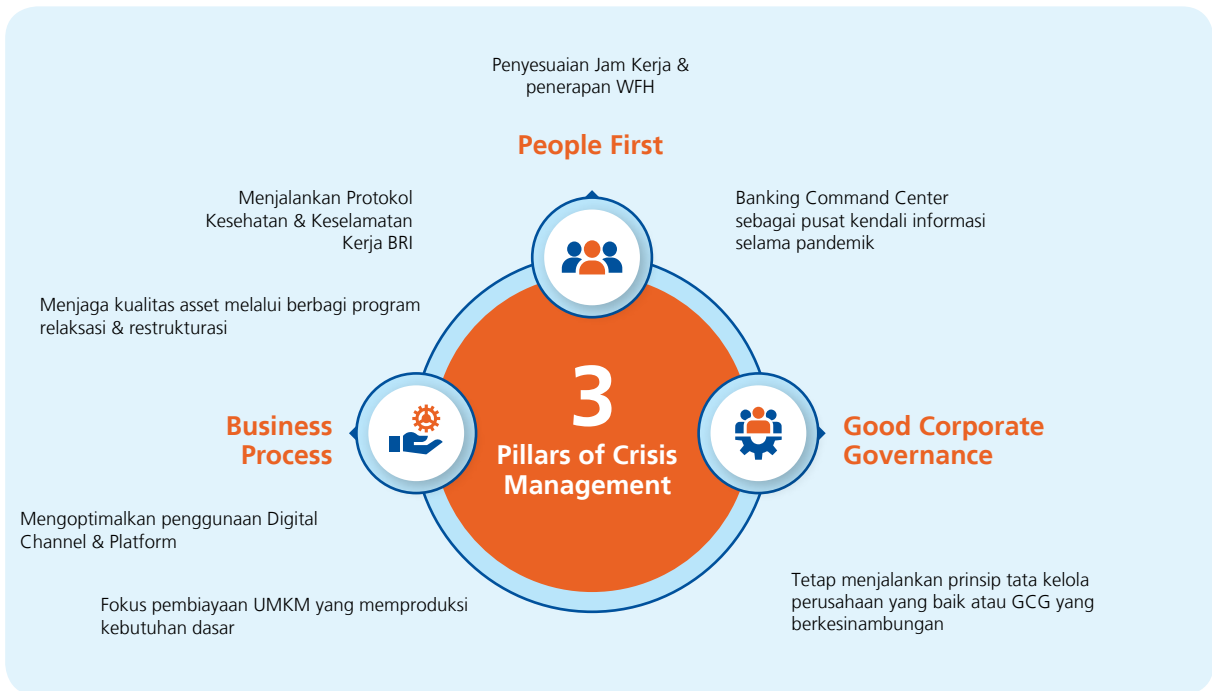 Penyesuaian Jam Kerja &
penerapan WFH
People First
Menjalankan Protokol
Kesehatan & Keselamatan
Kerja BRI
Banking Command Center
sebagai pusat kendali informasi
selama pandemik
Menjaga kualitas asset melalui berbagi program
relaksasi & restrukturasi
3
Pillars of Crisis
Management
Business
Process
Good Corporate
Governance
Mengoptimalkan penggunaan Digital
Channel & Platform
Fokus pembiayaan UMKM yang memproduksi
kebutuhan dasar
Tetap menjalankan prinsip tata kelola
perusahaan yang baik atau GCG yang
berkesinambungan